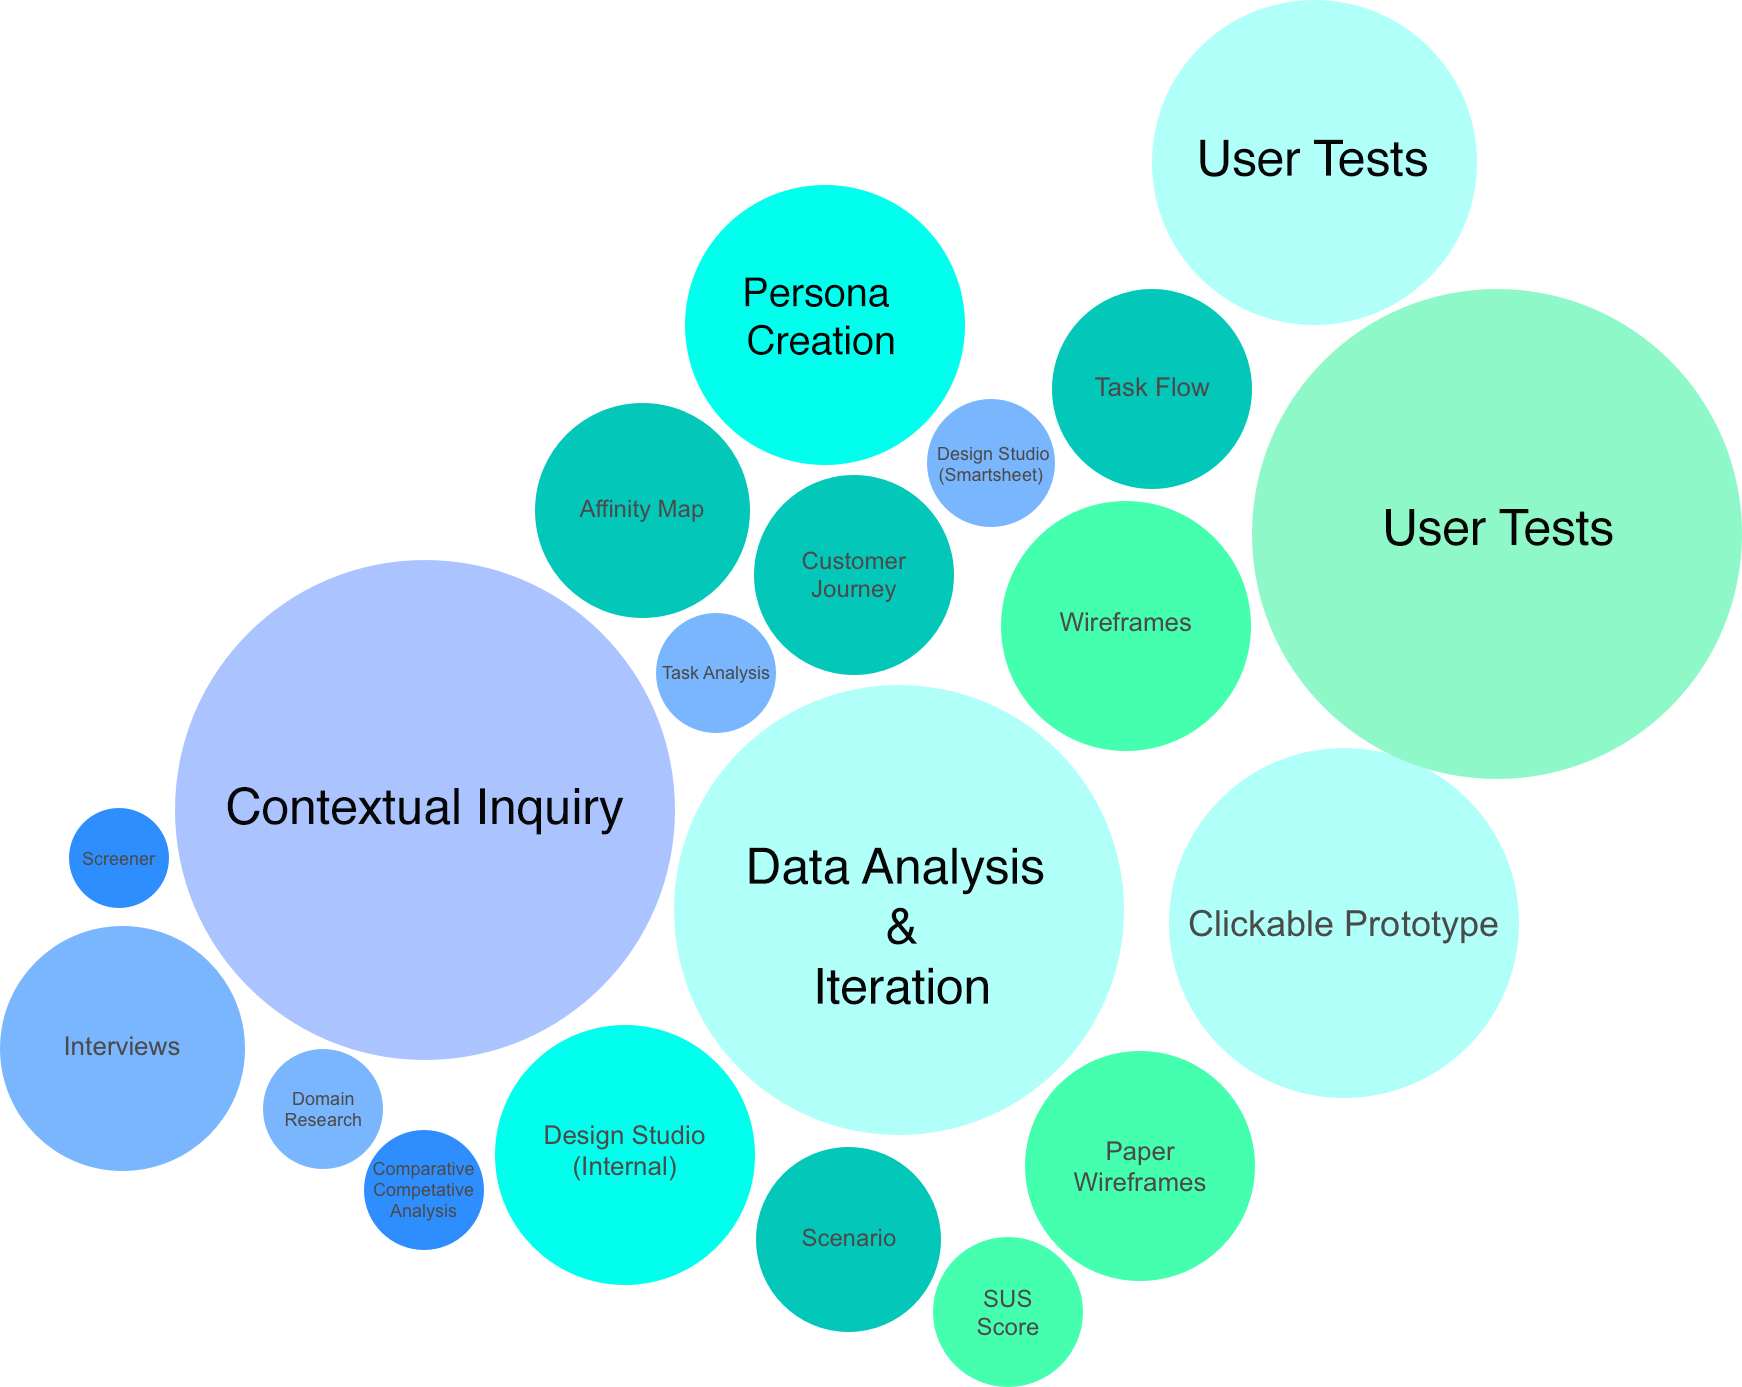 User Tests
Persona
Creation
Task Flow
Design Studio
(Smartsheet)
Affinity Map
User Tests
Customer
Journey
Wireframes
Task Analysis
Contextual Inquiry
Screener
Data Analysis
&
Iteration
Clickable Prototype
Interviews
Domain
Research
Design Studio
(Internal)
Paper
Wireframes
Comparative
Competative
Analysis
Scenario
SUS
Score